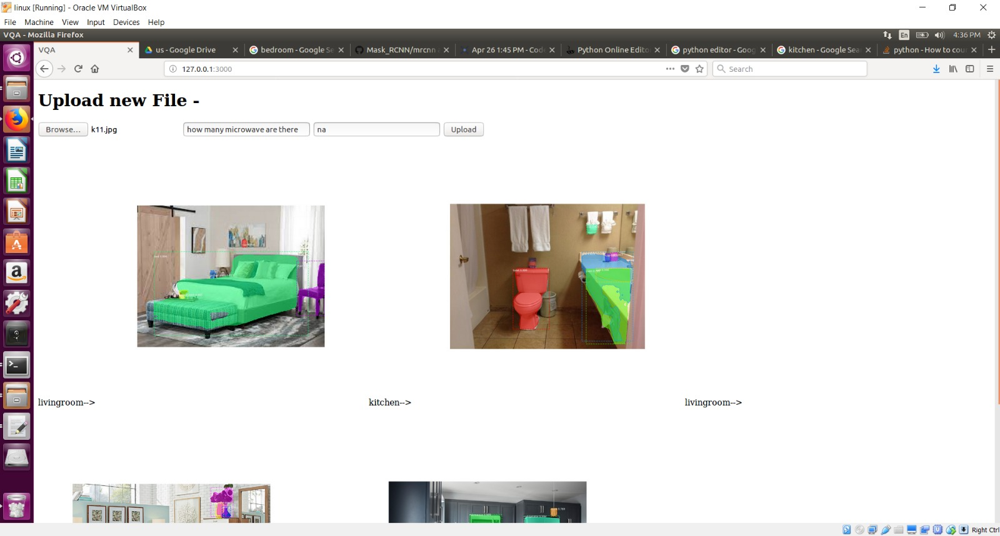 linux [Running] - Oracle VM VirtualBox
File Machine View Input Devices Help
VQA - Mozilla Firefox
En 4:36 PM
VQA us - Google Drive bedroom - Google Se Mask_RCNN/mrcnn Apr 26 1:45 PM - Cod Python Online Edito python editor - Goog kitchen - Google Sea python - How to cou
127.0.0.1:3000 Search
Upload new File -
Browse... k11.jpg how many microwave are there na Upload
livingroom--> kitchen--> livingroom-->
Right Ctrl